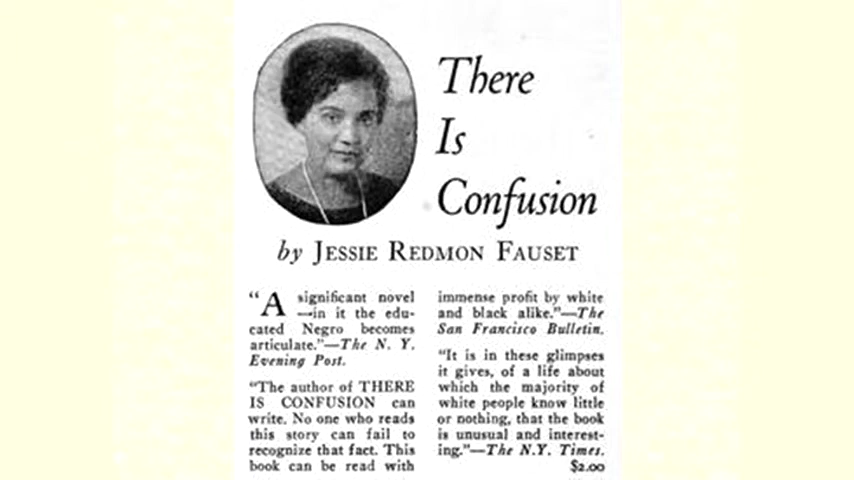 There
Is
Confusion
by JESSIE REDMON FAUSET
"A significant novel
—in it the edu-
cated Negro becomes
articulate."—The N. Y.
Evening Post.
"The author of THERE
IS CONFUSION can
write. No one who reads
this story can fail to
recognize that fact. This
book can be read with
immense profit by white
and black alike."—The
San Francisco Bulletin.
"It is in these glimpses
it gives, of a life about
which the majority of
white people know little
or nothing, that the book
is unusual and interest-
ing."—The N.Y. Times.
$2.00